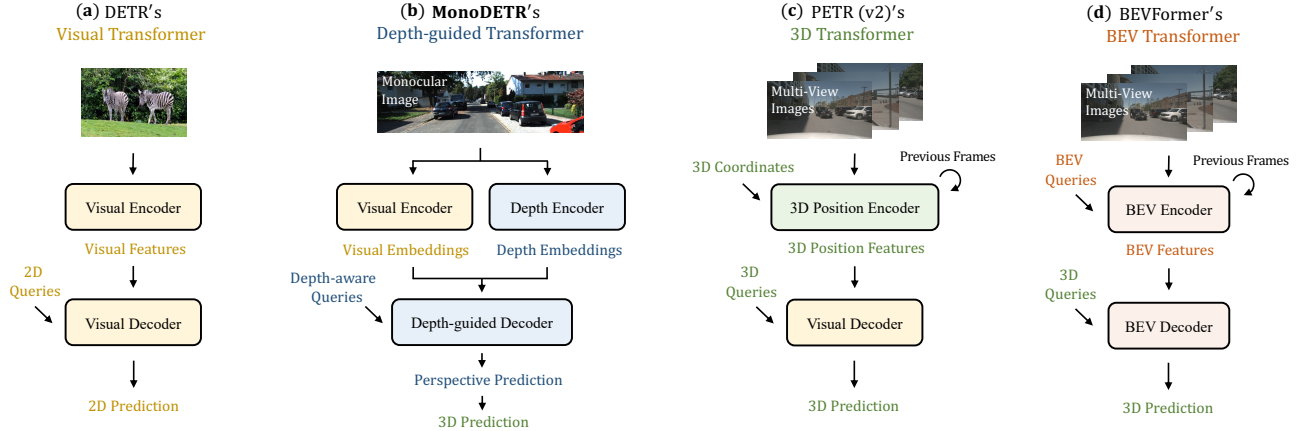 (a) DETR's
Visual Transformer
Visual Encoder
Visual Features
2D
Queries
Visual Decoder
2D Prediction
(b) MonoDETR's
Depth-guided Transformer
Monocular
Image
Visual Encoder
Depth Encoder
Visual Embeddings
Depth Embeddings
Depth-aware
Queries
Depth-guided Decoder
Perspective Prediction
3D Prediction
(c) PETR (v2)'s
3D Transformer
Multi-View
Images
Previous Frames
3D Coordinates
3D Position Encoder
3D Position Features
3D
Queries
Visual Decoder
3D Prediction
(d) BEVFormer's
BEV Transformer
Multi-View
Images
Previous Frames
BEV
Queries
BEV Encoder
BEV Features
3D
Queries
BEV Decoder
3D Prediction